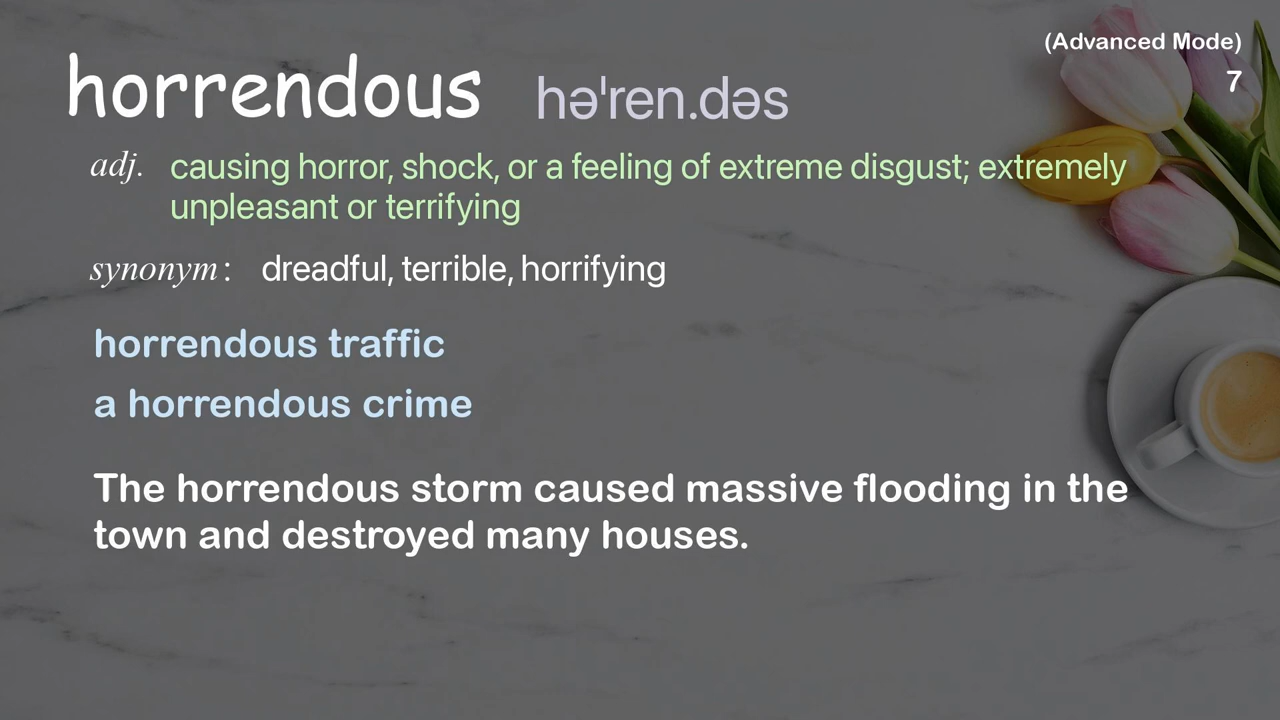 (Advanced Mode)
7
horrendous həˈren.dəs
adj. causing horror, shock, or a feeling of extreme disgust; extremely
unpleasant or terrifying
synonym: dreadful, terrible, horrifying
horrendous traffic
a horrendous crime
The horrendous storm caused massive flooding in the
town and destroyed many houses.